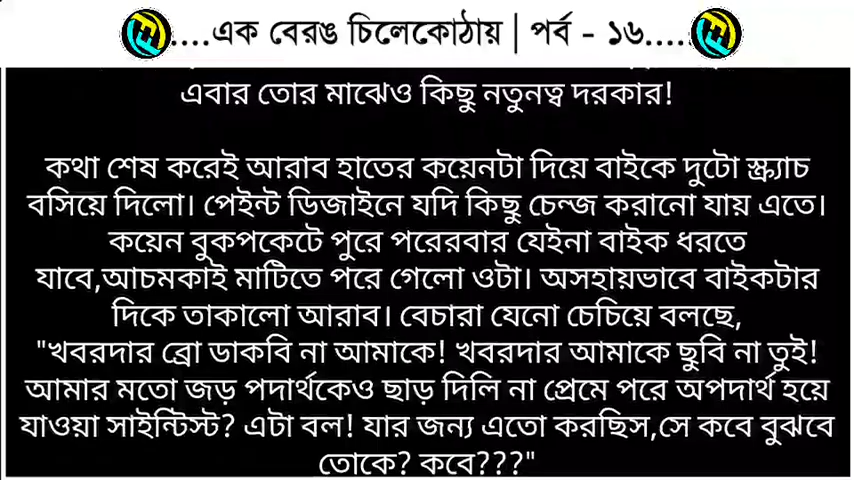 ....এক বেরঙ চিলেকোঠায় | পর্ব - ১৬....
এবার তোর মাঝেও কিছু নতুনত্ব দরকার!
কথা শেষ করেই আরাব হাতের কয়েনটা দিয়ে বাইকে দুটো স্ক্র্যাচ
বসিয়ে দিলো। পেইন্ট ডিজাইনে যদি কিছু চেন্জ করানো যায় এতে।
কয়েন বুকপকেটে পুরে পরেরবার যেইনা বাইক ধরতে
যাবে,আচমকাই মাটিতে পরে গেলো ওটা। অসহায়ভাবে বাইকটার
দিকে তাকালো আরাব। বেচারা যেনো চেচিয়ে বলছে,
"খবরদার ব্রো ডাকবি না আমাকে! খবরদার আমাকে ছুবি না তুই!
আমার মতো জড় পদার্থকেও ছাড় দিলি না প্রেমে পরে অপদার্থ হয়ে
যাওয়া সাইন্টিস্ট? এটা বল! যার জন্য এতো করছিস,সে কবে বুঝবে
তোকে? কবে???"